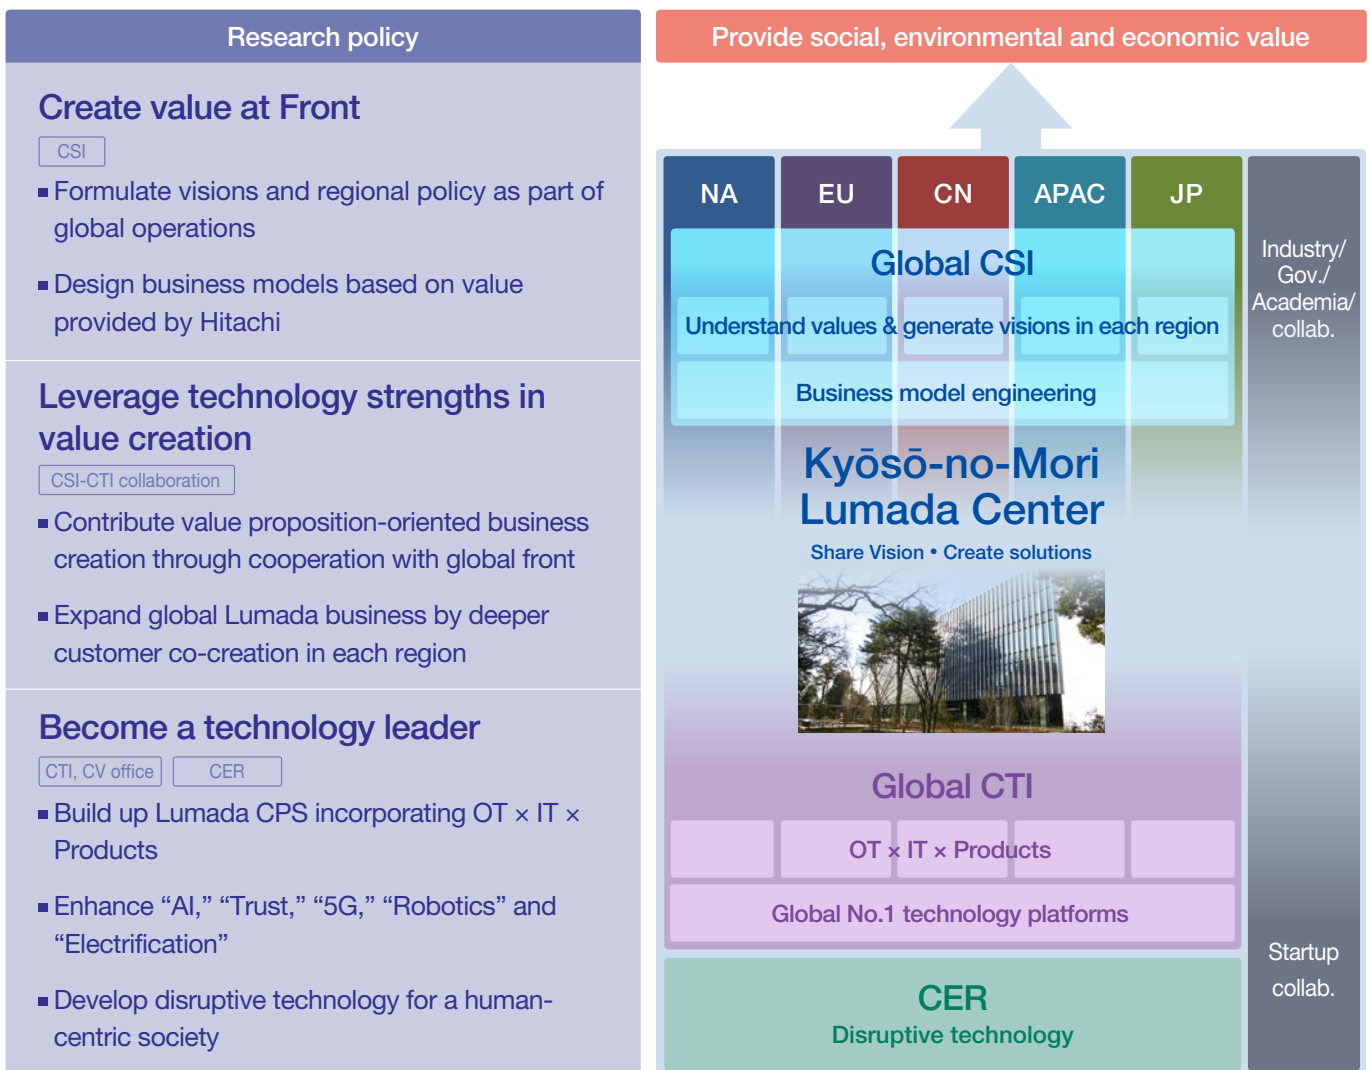 Research policy
Create value at Front
CSI
▪ Formulate visions and regional policy as part of
global operations
▪ Design business models based on value
provided by Hitachi
Leverage technology strengths in
value creation
CSI-CTI collaboration
▪ Contribute value proposition-oriented business
creation through cooperation with global front
▪ Expand global Lumada business by deeper
customer co-creation in each region
Become a technology leader
CTI, CV office CER
▪ Build up Lumada CPS incorporating OT × IT ×
Products
▪ Enhance “AI,” “Trust,” “5G,” “Robotics” and
“Electrification”
▪ Develop disruptive technology for a human-
centric society
Provide social, environmental and economic value
NA EU CN APAC JP
Global CSI
Understand values & generate visions in each region
Business model engineering
Kyōsō-no-Mori
Lumada Center
Share Vision • Create solutions
Global CTI
OT × IT × Products
Global No.1 technology platforms
CER
Disruptive technology
Industry/
Gov./
Academia/
collab.
Startup
collab.